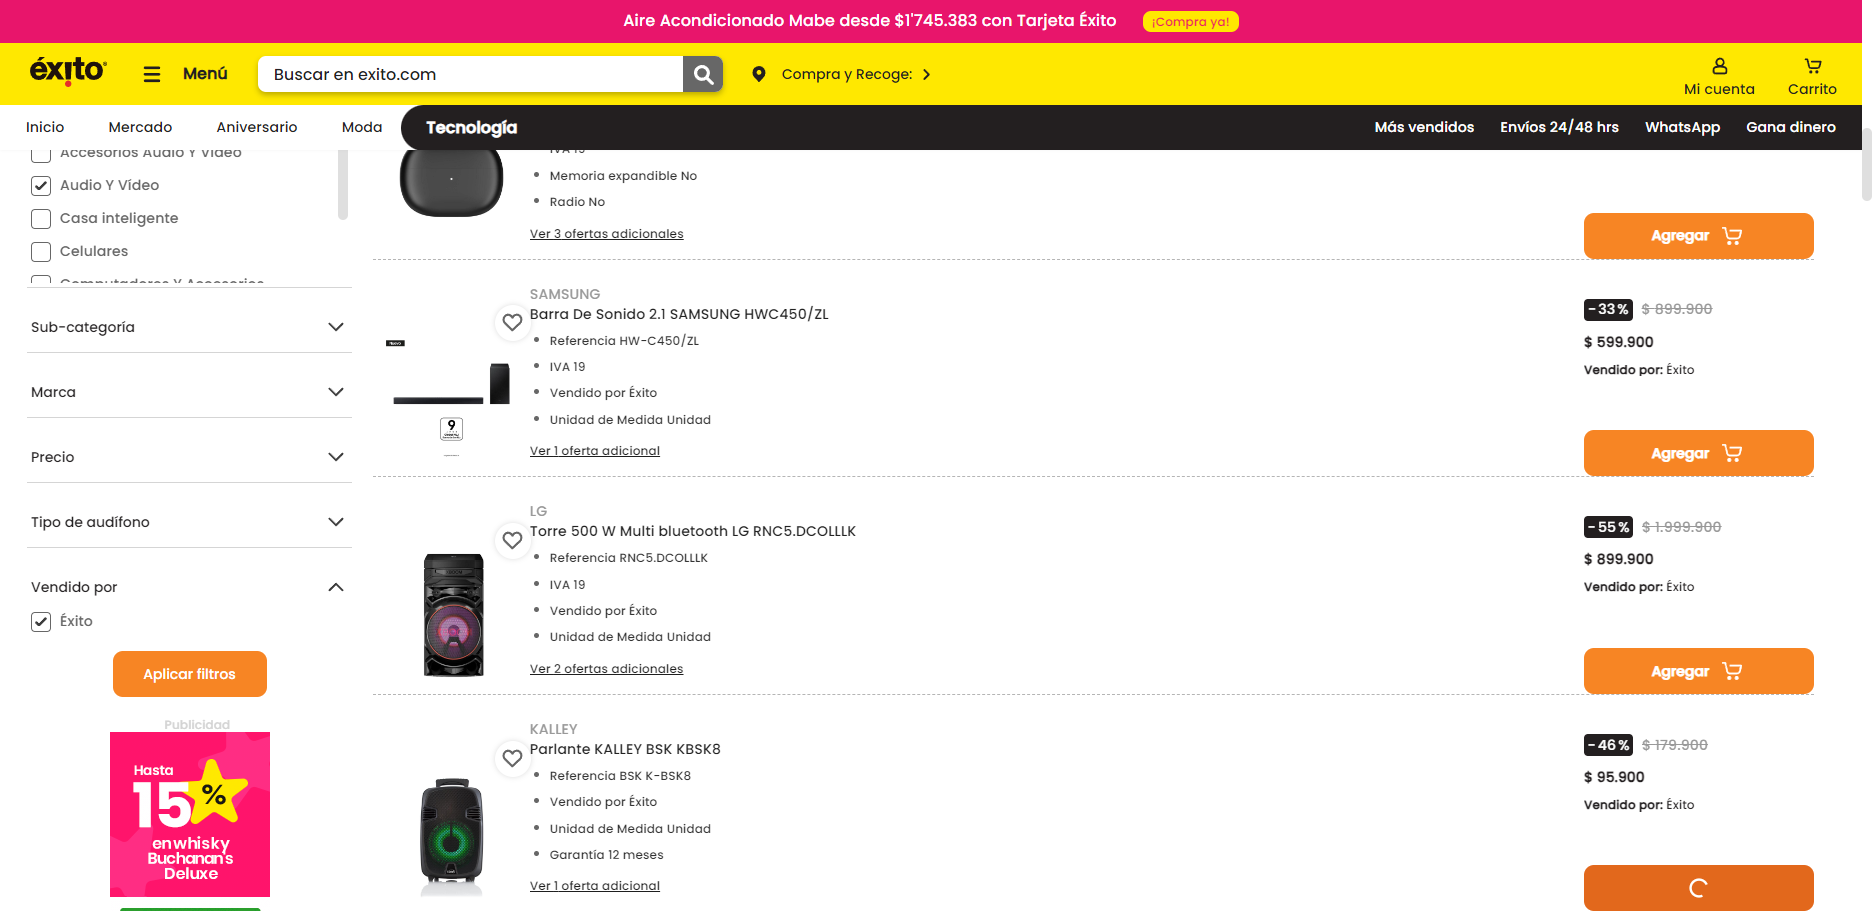 Aire Acondicionado Mabe desde $1'745.383 con Tarjeta Éxito ¡Compra ya!
éxito Menú Buscar en exito.com Compra y Recoge: Mi cuenta Carrito
Inicio Mercado Aniversario Moda Tecnología Más vendidos Envíos 24/48 hrs WhatsApp Gana dinero
Accesorios Audio Y Video
Audio Y Vídeo
Casa inteligente
Celulares
Computadores Y Accesorios
Sub-categoría
Marca
Precio
Tipo de audífono
Vendido por
Éxito
Aplicar filtros
Publicidad
Hasta
15%
en whisky
Buchanan's
Deluxe
IVA 19
Memoria expandible No
Radio No
Ver 3 ofertas adicionales
Agregar
SAMSUNG
Barra De Sonido 2.1 SAMSUNG HWC450/ZL
Referencia HW-C450/ZL
IVA 19
Vendido por Éxito
Unidad de Medida Unidad
Ver 1 oferta adicional
9
-33% $ 899.900
$ 599.900
Vendido por: Éxito
Agregar
LG
Torre 500 W Multi bluetooth LG RNC5.DCOLLLK
Referencia RNC5.DCOLLLK
IVA 19
Vendido por Éxito
Unidad de Medida Unidad
Ver 2 ofertas adicionales
-55% $ 1.999.900
$ 899.900
Vendido por: Éxito
Agregar
KALLEY
Parlante KALLEY BSK KBSK8
Referencia BSK K-BSK8
Vendido por Éxito
Unidad de Medida Unidad
Garantía 12 meses
Ver 1 oferta adicional
-46% $ 179.900
$ 95.900
Vendido por: Éxito